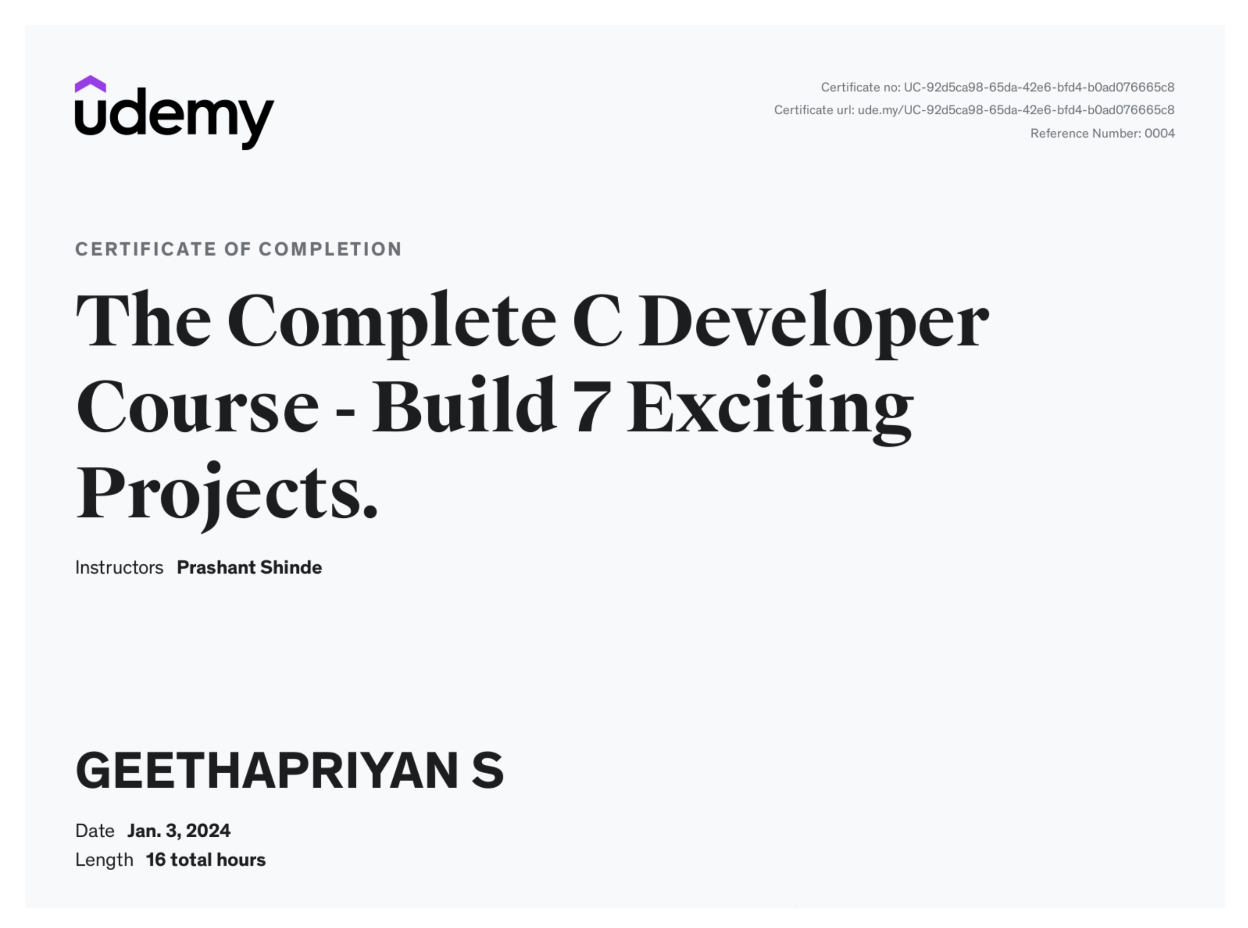 udemy
Certificate no: UC-92d5ca98-65da-42e6-bfd4-b0ad076665c8
Certificate url: ude.my/UC-92d5ca98-65da-42e6-bfd4-b0ad076665c8
Reference Number: 0004
CERTIFICATE OF COMPLETION
The Complete C Developer
Course - Build 7 Exciting
Projects.
Instructors Prashant Shinde
GEETHAPRIYAN S
Date Jan. 3, 2024
Length 16 total hours